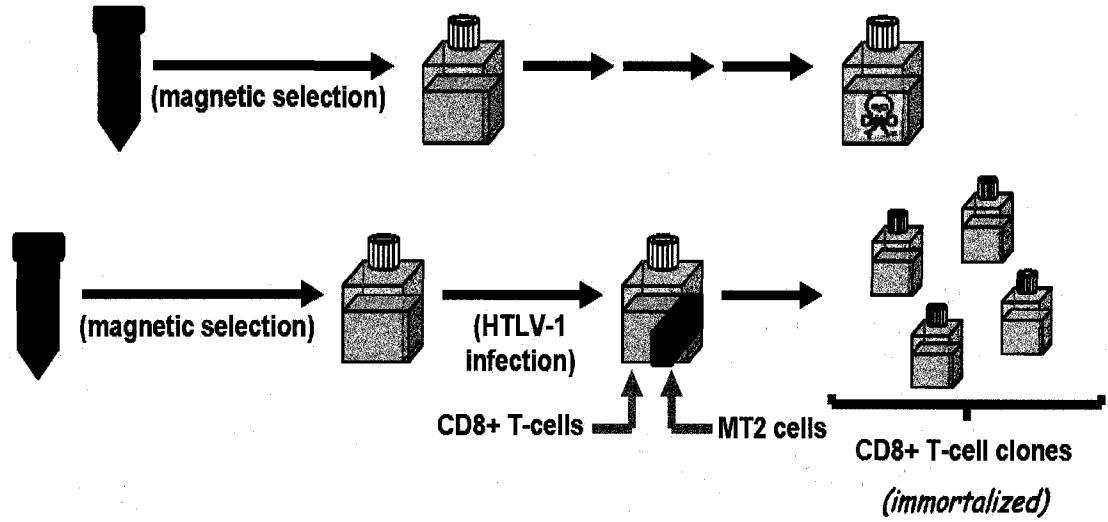 (magnetic selection)
(magnetic selection)
(HTLV-1
infection)
CD8+ T-cells
MT2 cells
CD8+ T-cell clones
(immortalized)